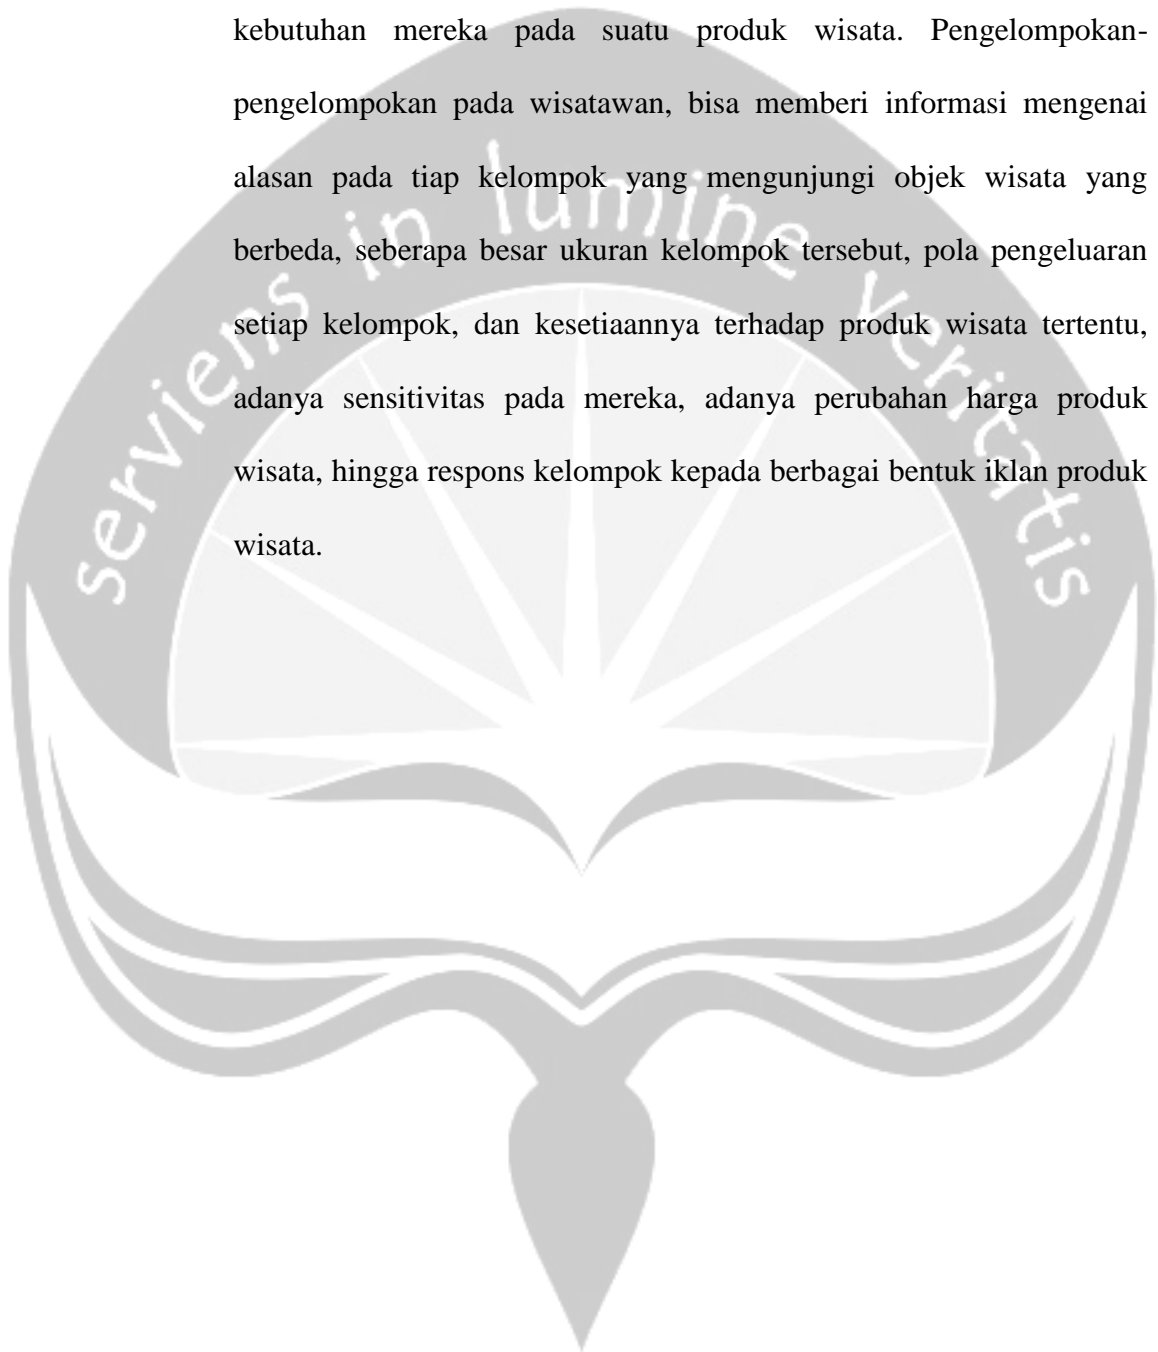 kebutuhan mereka pada suatu produk wisata. Pengelompokan-
pengelompokan pada wisatawan, bisa memberi informasi mengenai
alasan pada tiap kelompok yang mengunjungi objek wisata yang
berbeda, seberapa besar ukuran kelompok tersebut, pola pengeluaran
setiap kelompok, dan kesetiaannya terhadap produk wisata tertentu,
adanya sensitivitas pada mereka, adanya perubahan harga produk
wisata, hingga respons kelompok kepada berbagai bentuk iklan produk
wisata.
serviens in lumine veritatis